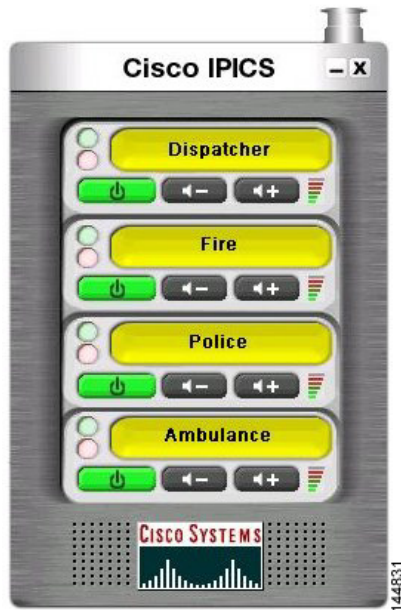 Cisco IPICS
Dispatcher
Fire
Police
Ambulance
CISCO SYSTEMS
144831